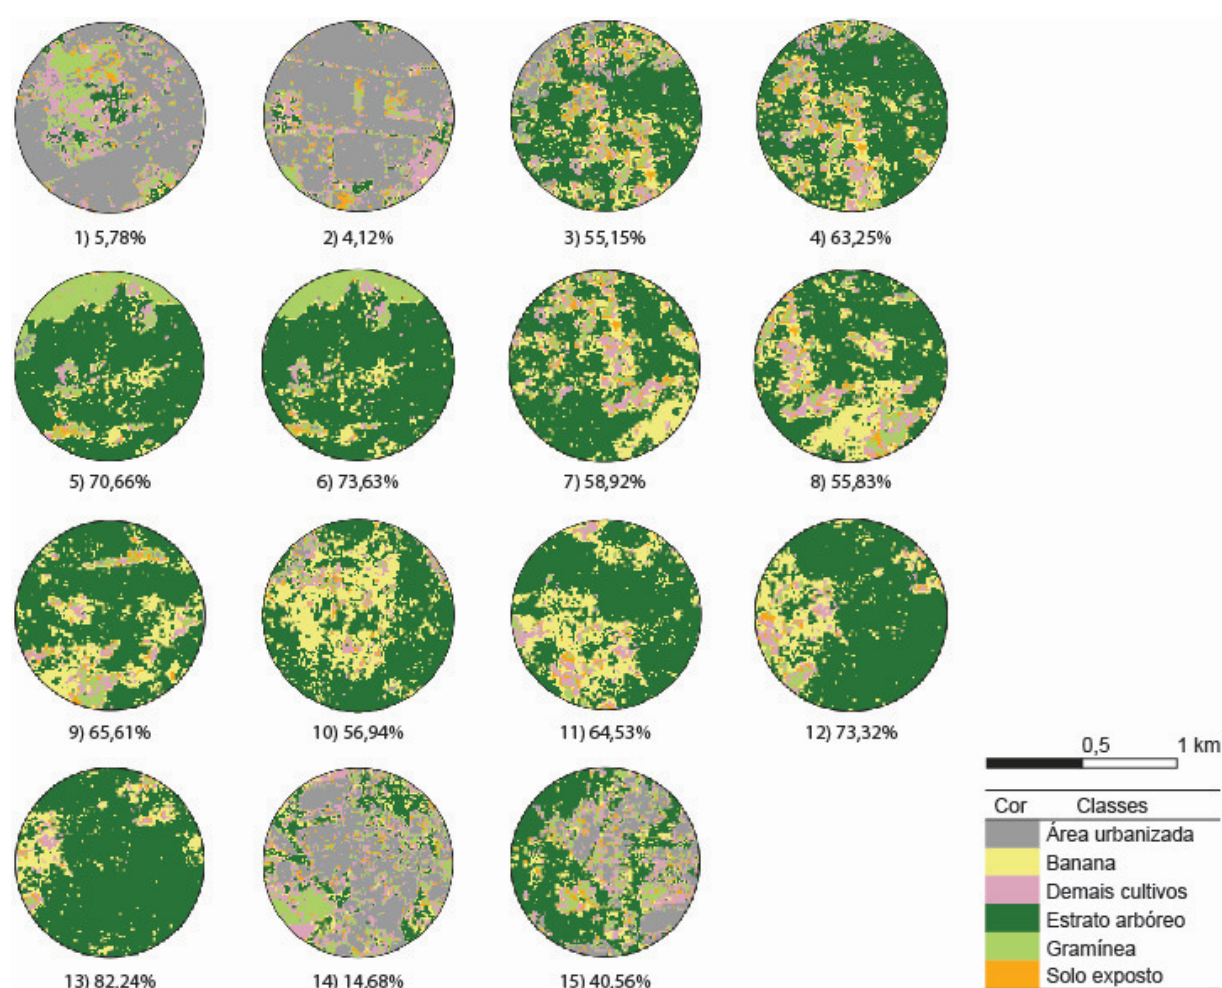 1) 5,78%
2) 4,12%
3) 55,15%
4) 63,25%
5) 70,66%
6) 73,63%
7) 58,92%
8) 55,83%
9) 65,61%
10) 56,94%
11) 64,53%
12) 73,32%
13) 82,24%
14) 14,68%
15) 40,56%
0,5 1 km
Cor Classes
Área urbanizada
Banana
Demais cultivos
Estrato arbóreo
Gramínea
Solo exposto